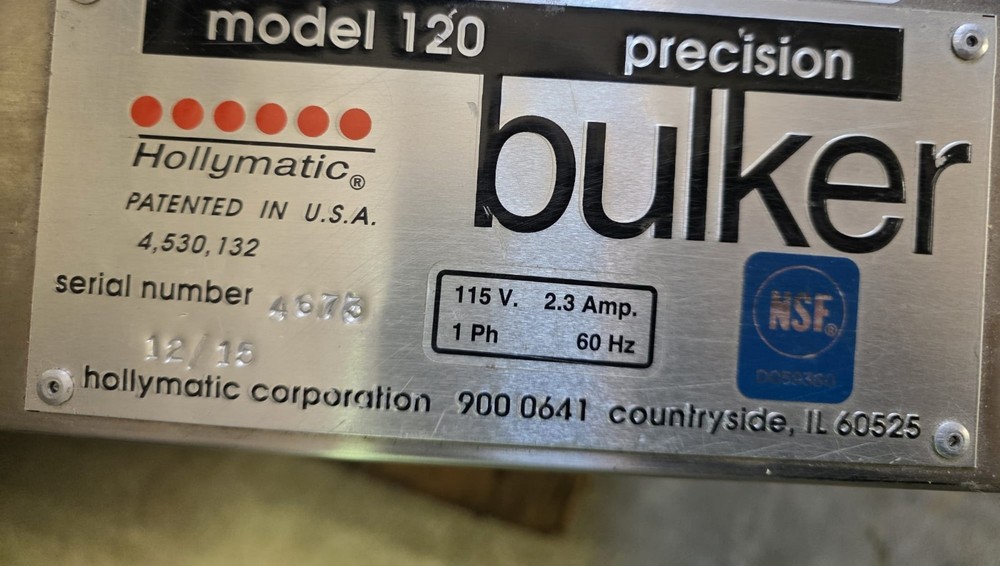 model 120
precision
bulker
Hollymatic®
PATENTED IN U.S.A.
4,530,132
serial number
12/15
115 V. 2.3 Amp.
1 Ph 60 Hz
NSF®
hollymatic corporation 900 0641 countryside, IL 60525